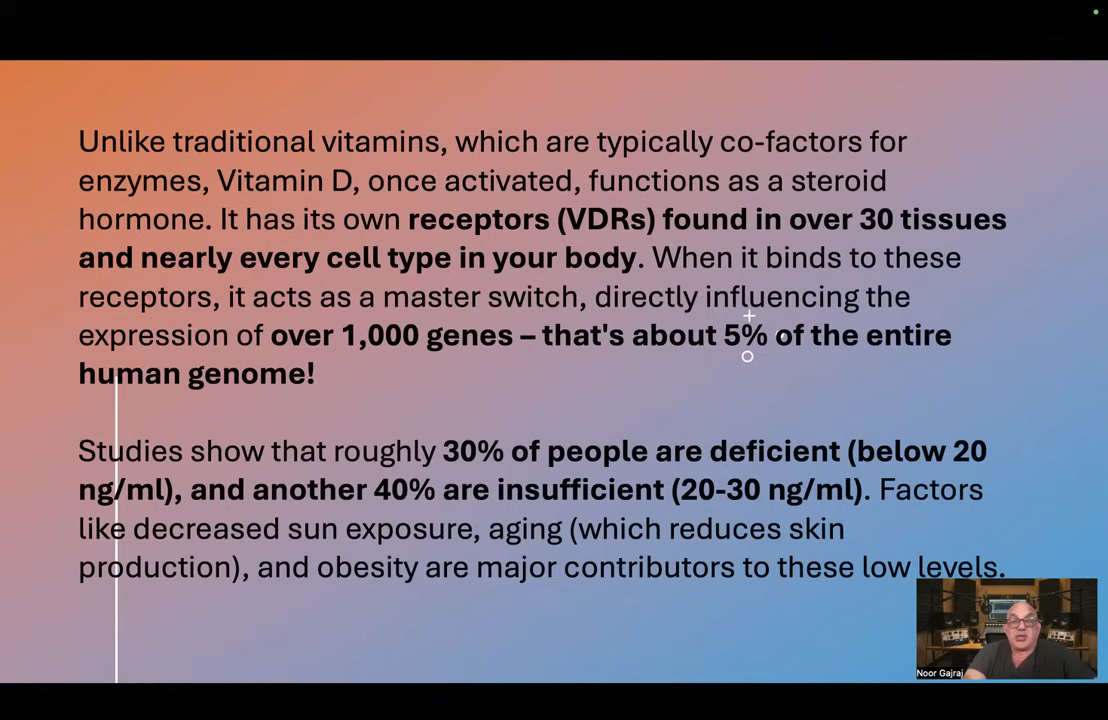 Unlike traditional vitamins, which are typically co-factors for
enzymes, Vitamin D, once activated, functions as a steroid
hormone. It has its own receptors (VDRs) found in over 30 tissues
and nearly every cell type in your body. When it binds to these
receptors, it acts as a master switch, directly influencing the
expression of over 1,000 genes – that's about 5% of the entire
human genome!
Studies show that roughly 30% of people are deficient (below 20
ng/ml), and another 40% are insufficient (20-30 ng/ml). Factors
like decreased sun exposure, aging (which reduces skin
production), and obesity are major contributors to these low levels.
Noor Gajraj